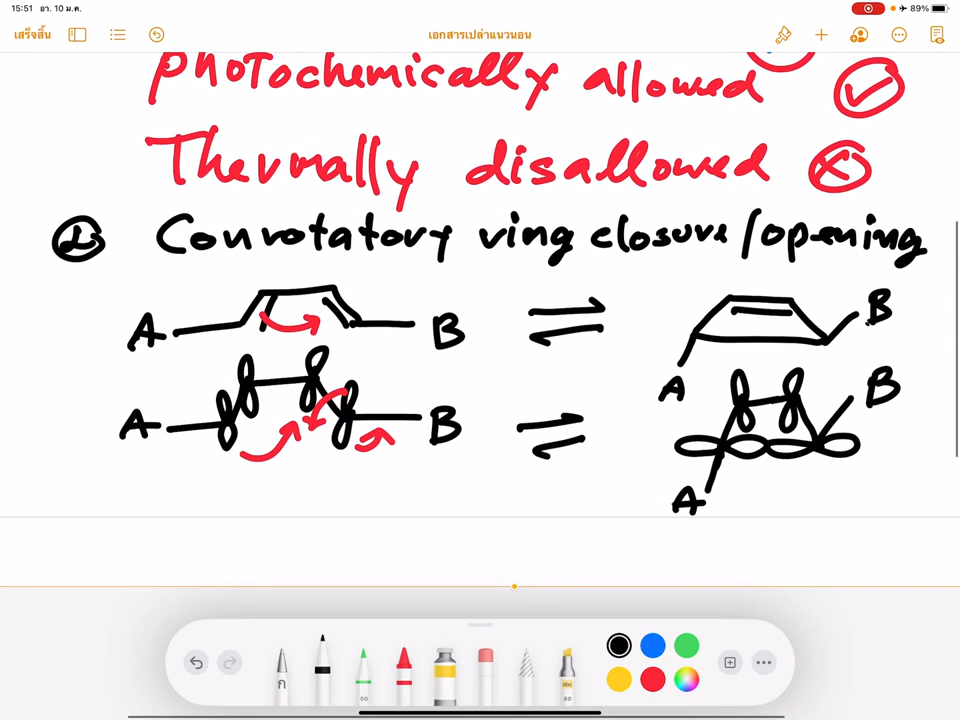 15:51 อา. 10 ม.ค.
89%
เสร็จสิ้น
เอกสารเปล่าแนวนอน
photochemically allowed
Thermally disallowed
② Conrotatory ring closure/opening
A B B
A
A B B
A
50 80